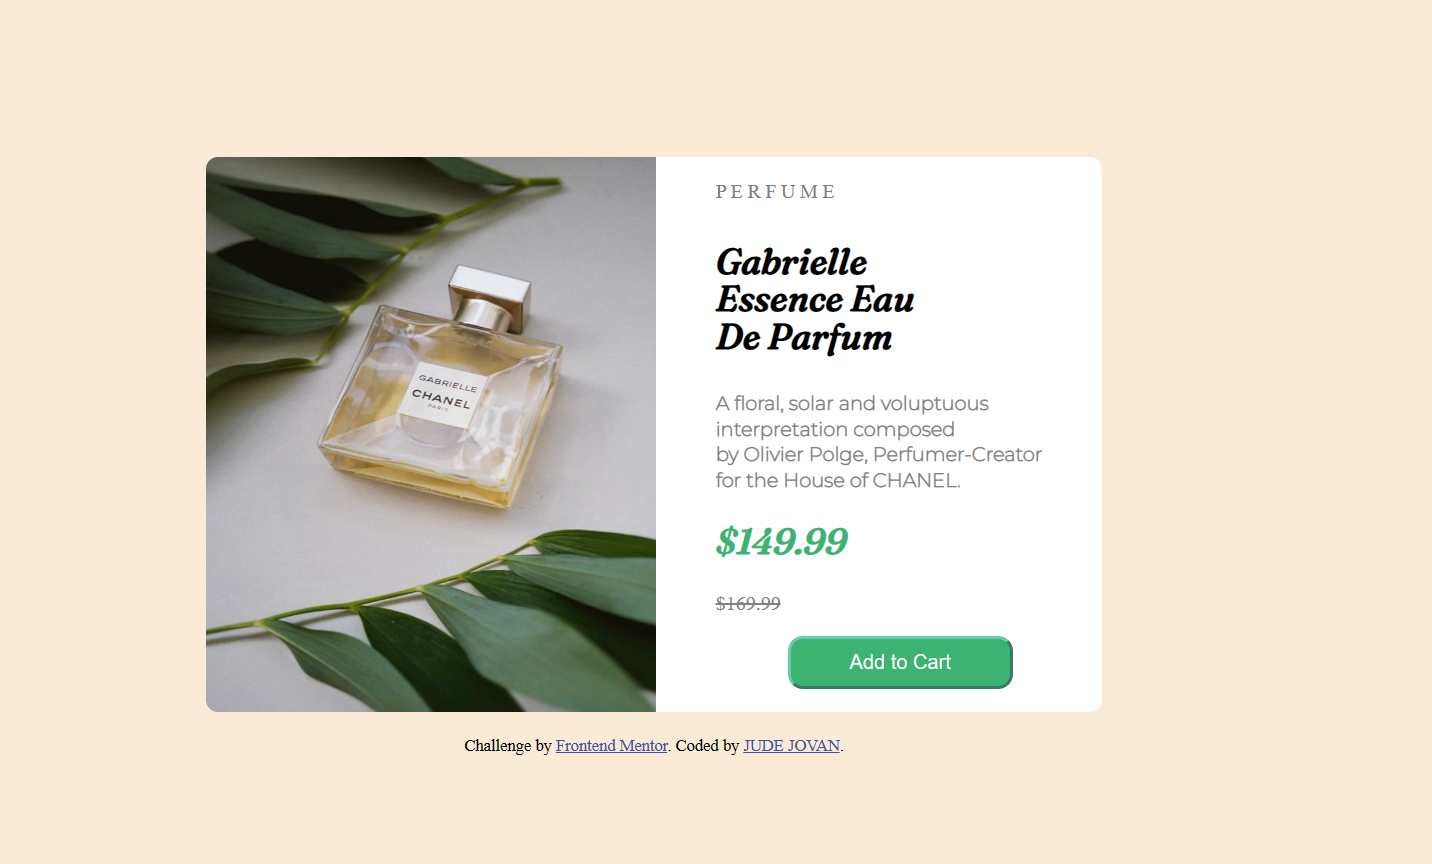 PERFUME
Gabrielle
Essence Eau
De Parfum
GABRIELLE
CHANEL
PARIS
A floral, solar and voluptuous
interpretation composed
by Olivier Polge, Perfumer-Creator
for the House of CHANEL.
$149.99
$169.99
Add to Cart
Challenge by Frontend Mentor. Coded by JUDE JOVAN.